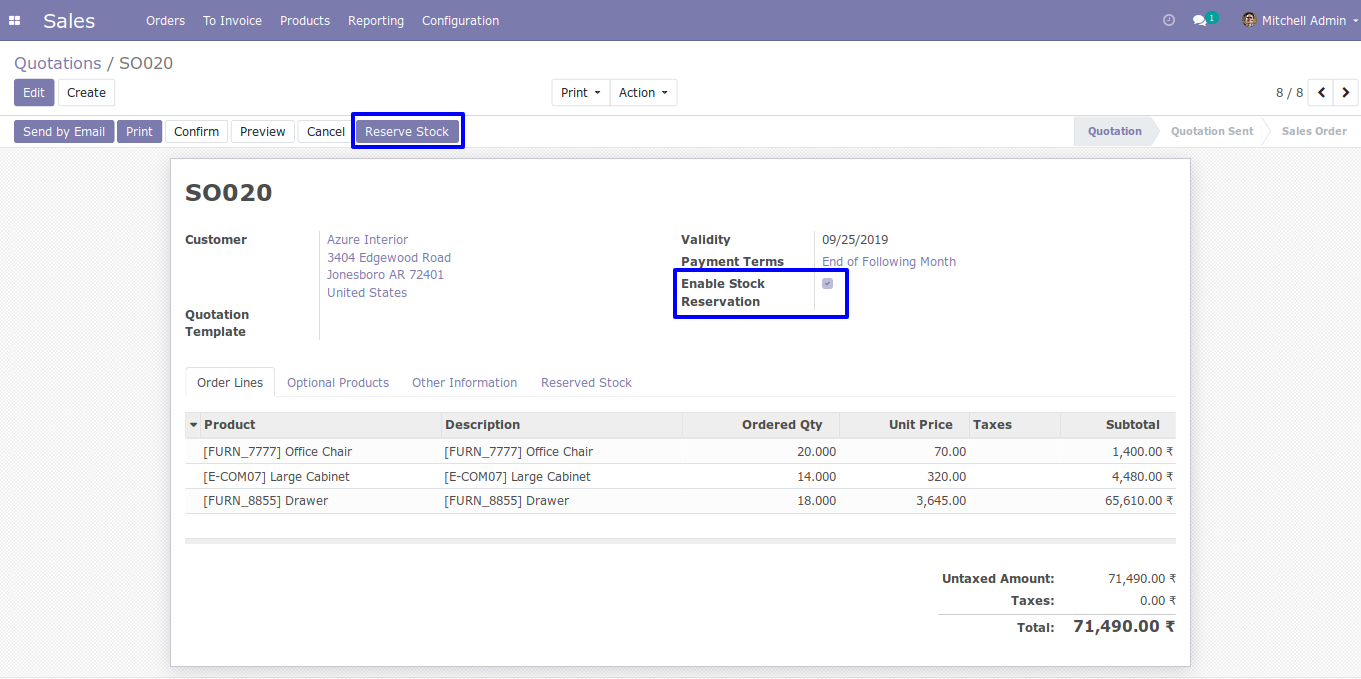 Sales Orders To Invoice Products Reporting Configuration 1 Mitchell Admin
Quotations / SO020
Edit Create Print Action 8 / 8
Send by Email Print Confirm Preview Cancel Reserve Stock Quotation Quotation Sent Sales Order
SO020
Customer Azure Interior Validity 09/25/2019
3404 Edgewood Road Payment Terms End of Following Month
Jonesboro AR 72401 Enable Stock
United States Reservation
Quotation
Template
Order Lines Optional Products Other Information Reserved Stock
Product Description Ordered Qty Unit Price Taxes Subtotal
[FURN_7777] Office Chair [FURN_7777] Office Chair 20.000 70.00 1,400.00 ₹
[E-COM07] Large Cabinet [E-COM07] Large Cabinet 14.000 320.00 4,480.00 ₹
[FURN_8855] Drawer [FURN_8855] Drawer 18.000 3,645.00 65,610.00 ₹
Untaxed Amount: 71,490.00 ₹
Taxes: 0.00 ₹
Total: 71,490.00 ₹